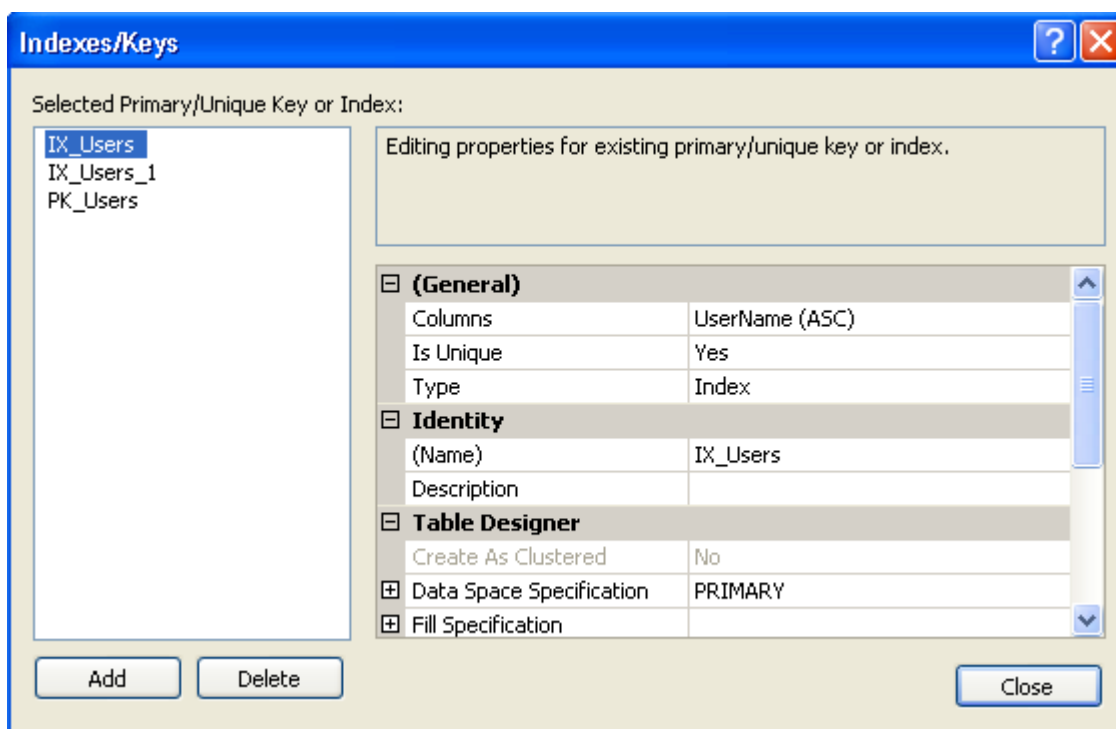 Indexes/Keys
Selected Primary/Unique Key or Index:
IX_Users
IX_Users_1
PK_Users
Editing properties for existing primary/unique key or index.
(General)
Columns UserName (ASC)
Is Unique Yes
Type Index
Identity
(Name) IX_Users
Description
Table Designer
Create As Clustered No
Data Space Specification PRIMARY
Fill Specification
Add Delete Close